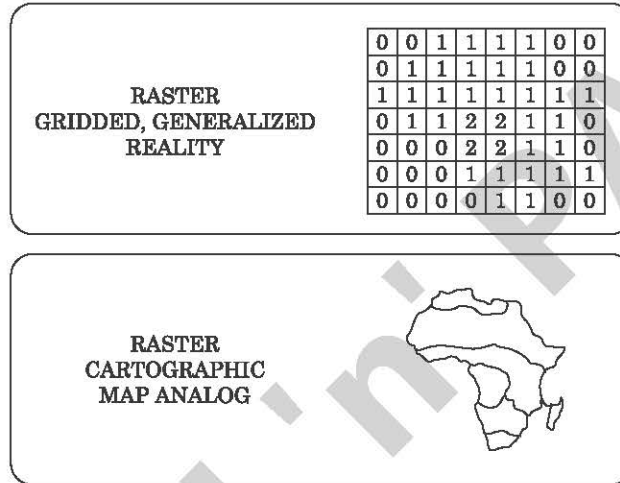 RASTER
GRIDDED, GENERALIZED
REALITY
0 0 1 1 1 1 0 0
0 1 1 1 1 1 0 0
1 1 1 1 1 1 1 1
0 1 1 2 2 1 1 0
0 0 0 2 2 1 1 0
0 0 0 1 1 1 1 1
0 0 0 0 1 1 0 0
RASTER
CARTOGRAPHIC
MAP ANALOG